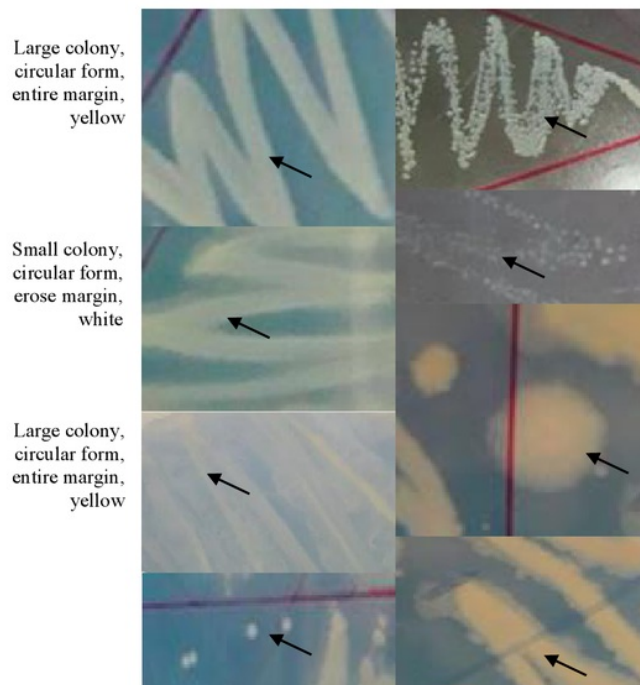 Large colony,
circular form,
entire margin,
yellow
Small colony,
circular form,
erose margin,
white
Large colony,
circular form,
entire margin,
yellow